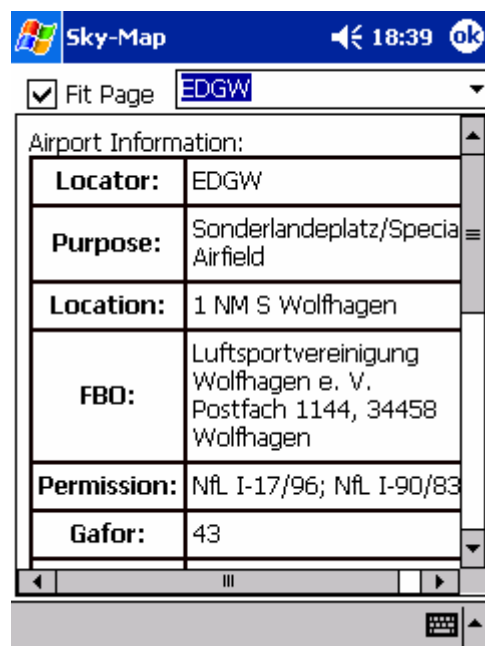 Sky-Map 18:39 ok
Fit Page EDGW
Airport Information:
Locator: EDGW
Purpose: Sonderlandeplatz/Specia
Airfield
Location: 1 NM S Wolfhagen
FBO: Luftsportvereinigung
Wolfhagen e. V.
Postfach 1144, 34458
Wolfhagen
Permission: NfL I-17/96; NfL I-90/83
Gafor: 43